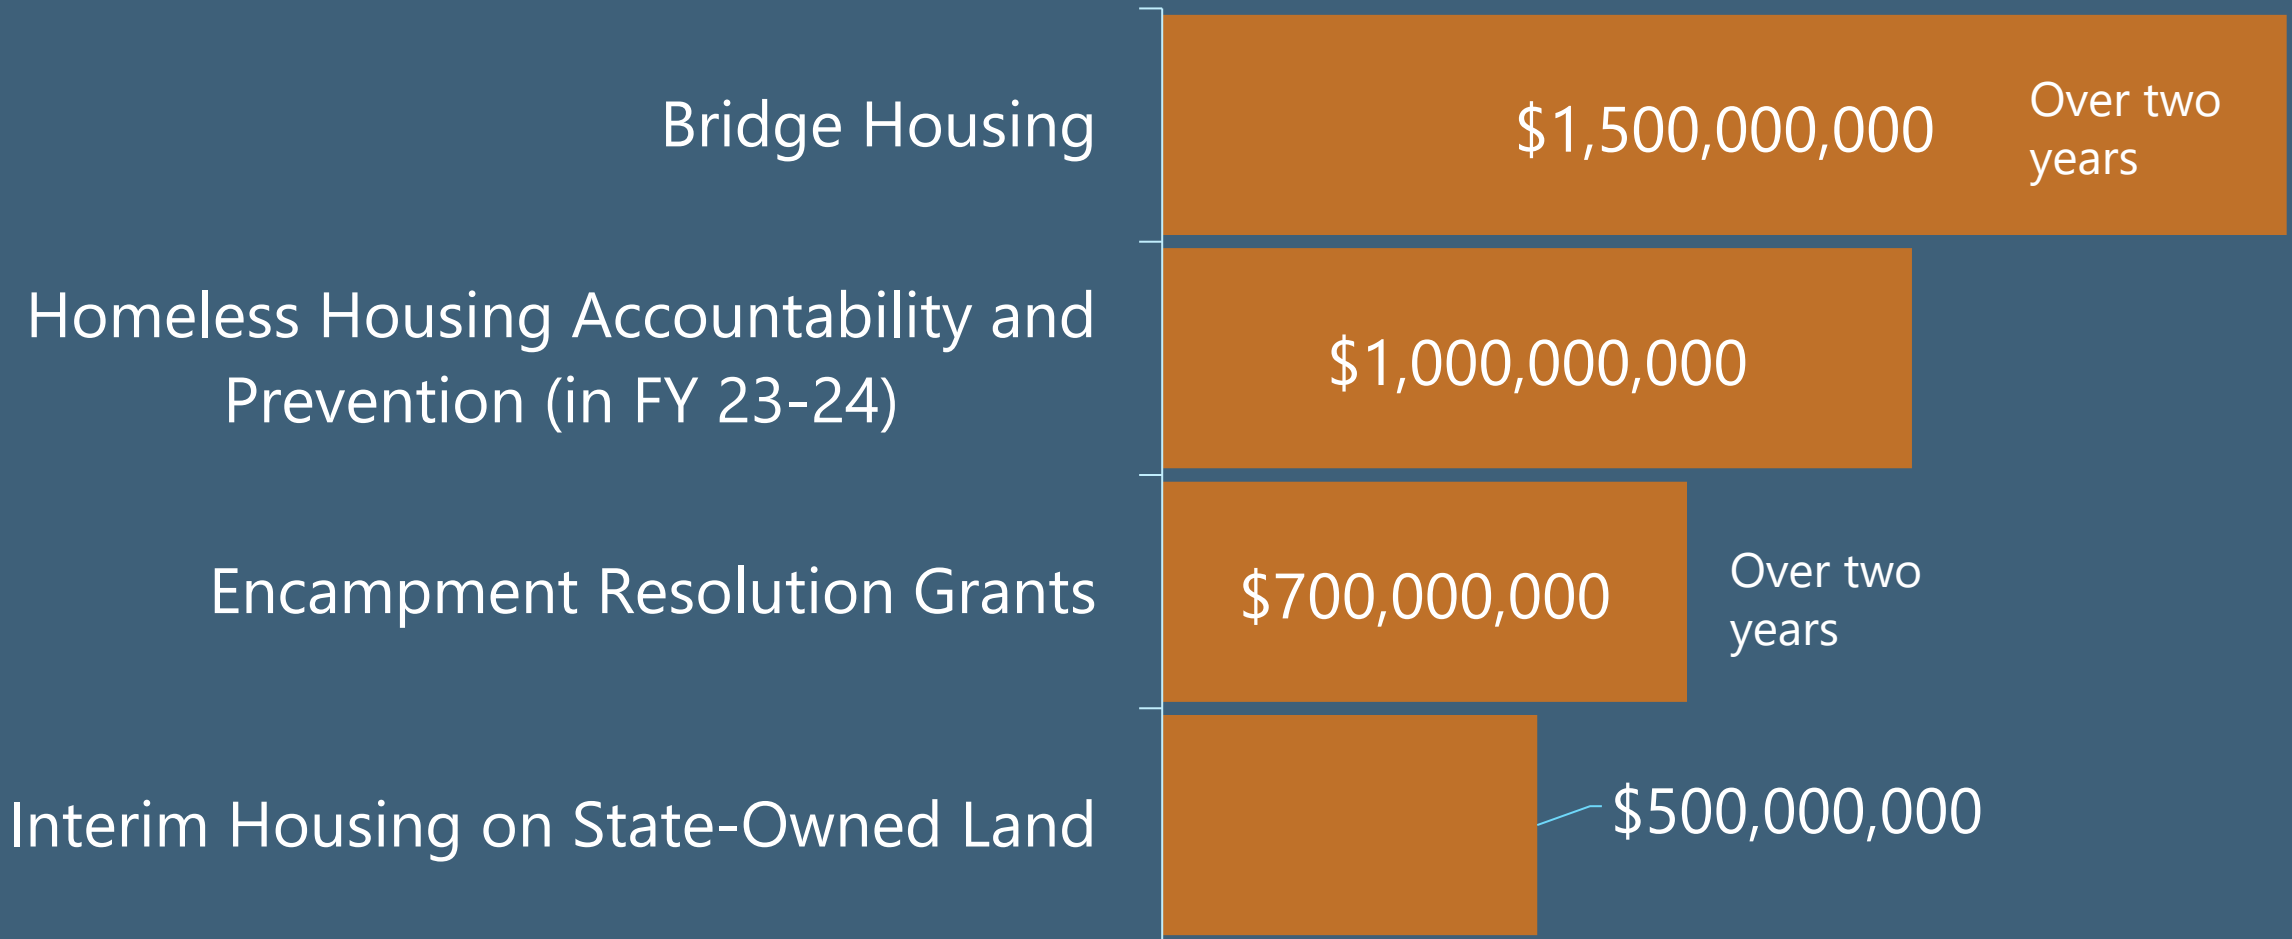 Bridge Housing
$1,500,000,000
Over two
years
Homeless Housing Accountability and
Prevention (in FY 23-24)
$1,000,000,000
Encampment Resolution Grants
$700,000,000
Over two
years
Interim Housing on State-Owned Land
$500,000,000